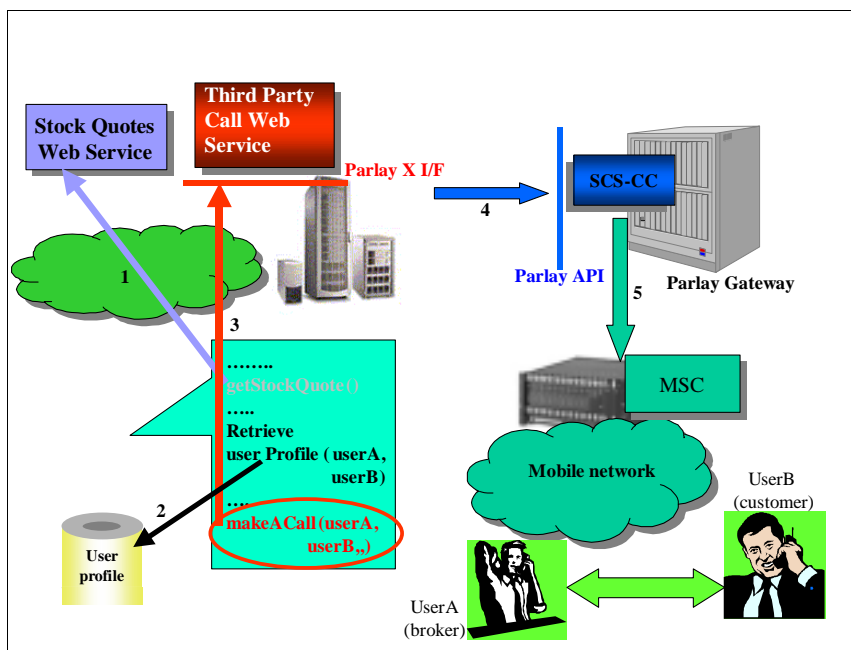 Third Party
Call Web
Service
Stock Quotes
Web Service
Parlay X I/F
SCS-CC
4
Parlay API
Parlay Gateway
1
5
3
........
getStockQuote()
MSC
.....
Retrieve
user Profile ( userA,
userB)
Mobile network
UserB
(customer)
2
....
makeACall (userA,
userB,,)
User
profile
UserA
(broker)